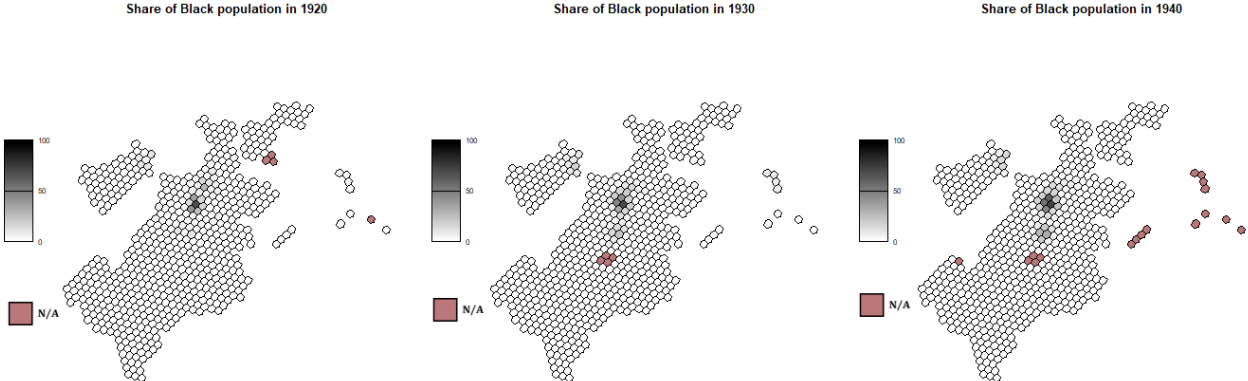 Share of Black population in 1920
100
50
0
N/A
Share of Black population in 1930
100
50
0
N/A
Share of Black population in 1940
100
50
0
N/A